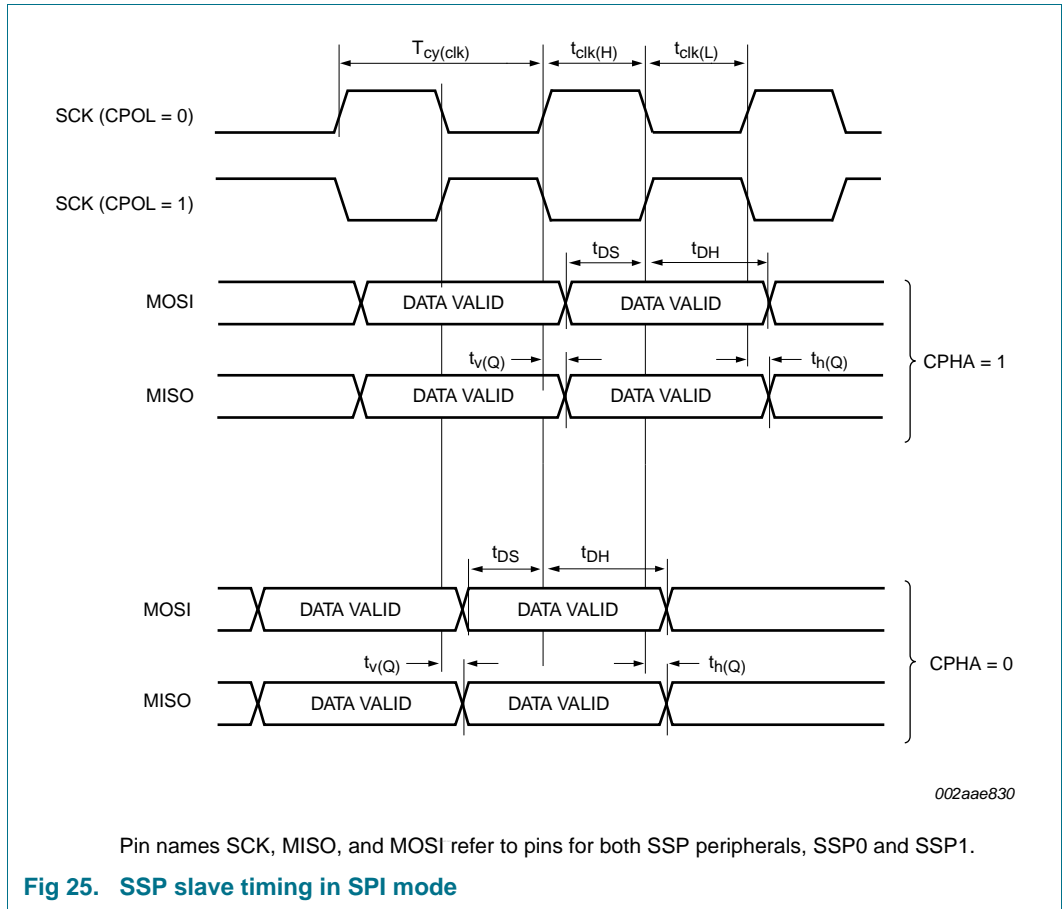 Tcy(clk) tclk(H) tclk(L)
SCK (CPOL = 0)
SCK (CPOL = 1)
tDS tDH
MOSI DATA VALID DATA VALID
tv(Q) th(Q)
CPHA = 1
MISO DATA VALID DATA VALID
tDS tDH
MOSI DATA VALID DATA VALID
tv(Q) th(Q)
CPHA = 0
MISO DATA VALID DATA VALID
002aae830
Pin names SCK, MISO, and MOSI refer to pins for both SSP peripherals, SSP0 and SSP1.
Fig 25. SSP slave timing in SPI mode